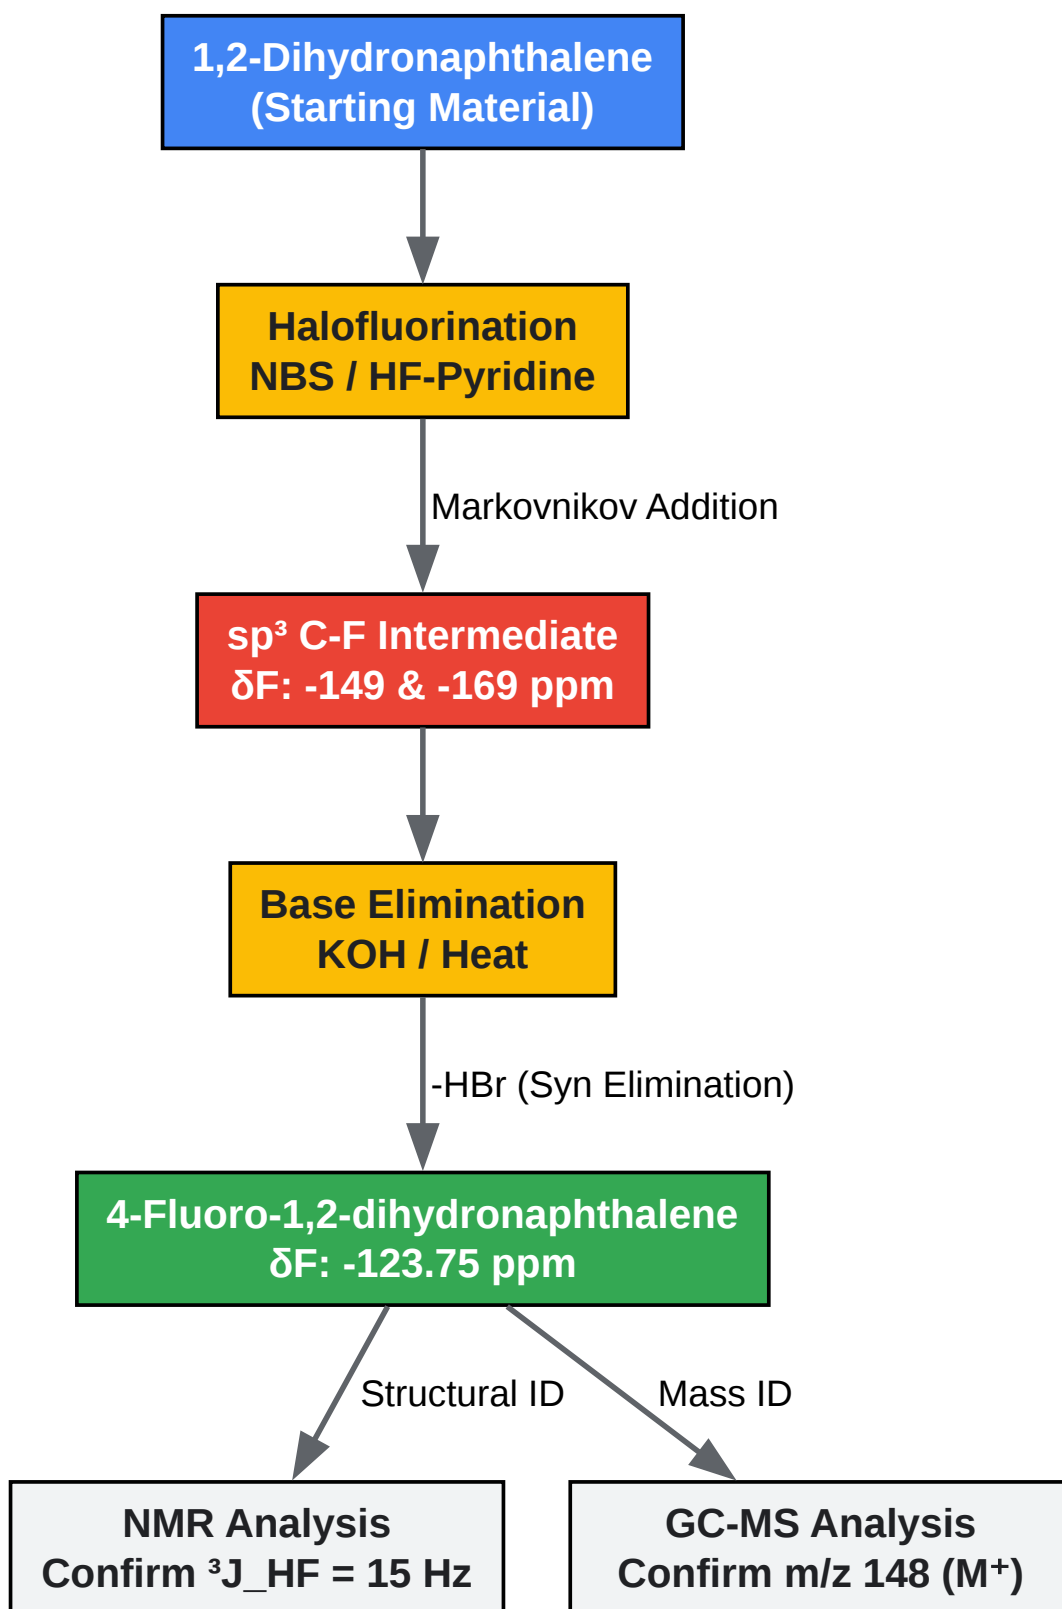 1,2-Dihydronaphthalene
(Starting Material)
Halofluorination
NBS / HF-Pyridine
Markovnikov Addition
sp³ C-F Intermediate
δF: -149 & -169 ppm
Base Elimination
KOH / Heat
-HBr (Syn Elimination)
4-Fluoro-1,2-dihydronaphthalene
δF: -123.75 ppm
Structural ID
Mass ID
NMR Analysis
Confirm ³J_HF = 15 Hz
GC-MS Analysis
Confirm m/z 148 (M⁺)